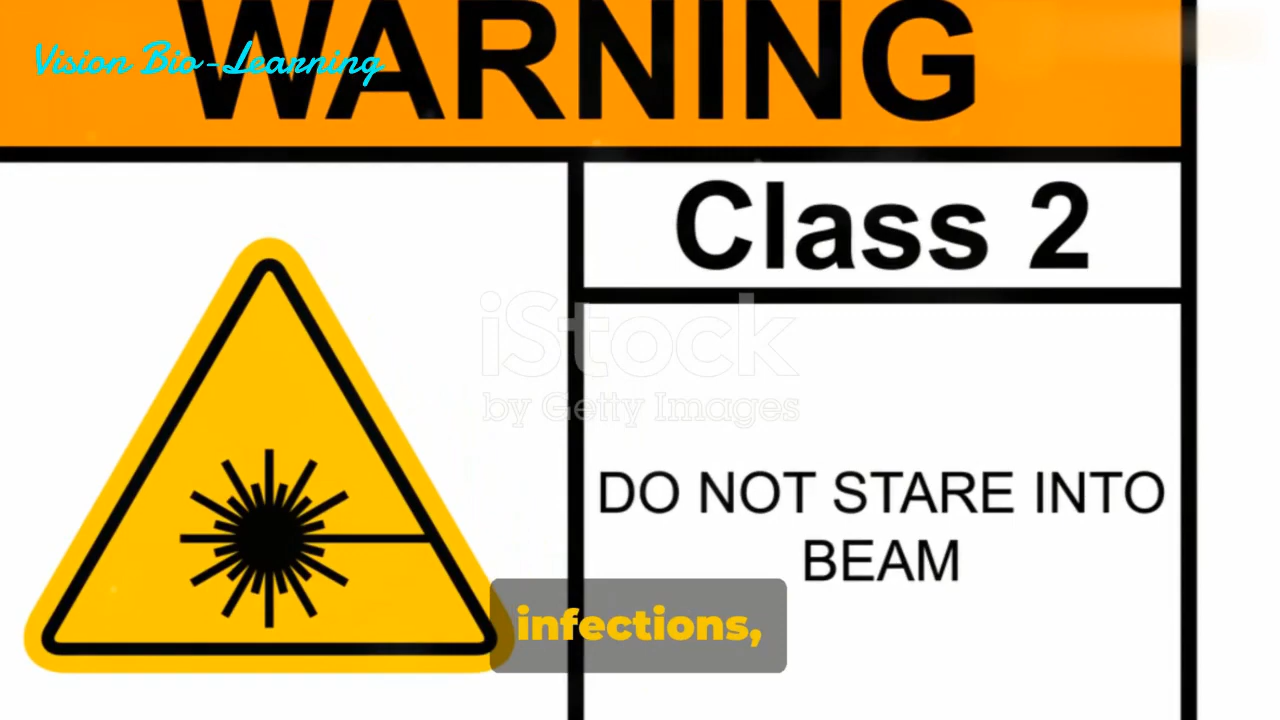 WARNING
Vision Bio-Learning
Class 2
iStock
by Getty Images
DO NOT STARE INTO
BEAM
infections,